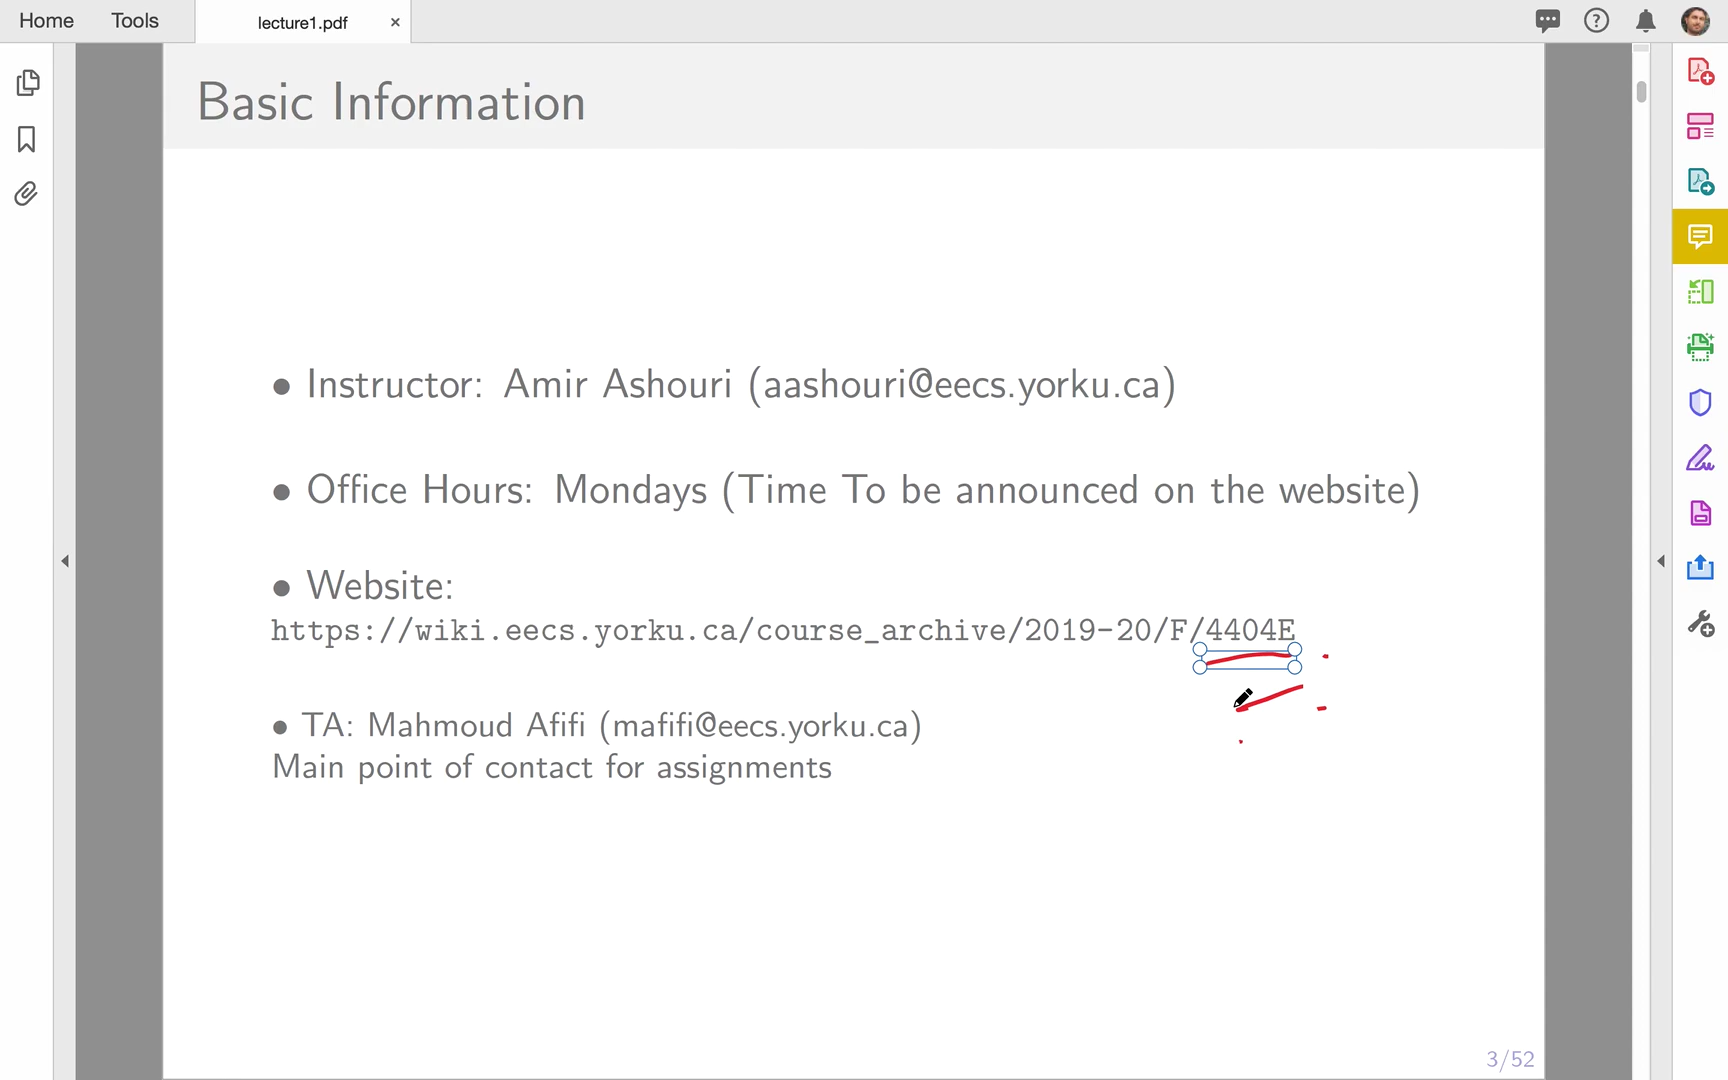 Home Tools lecture1.pdf ×
Basic Information
• Instructor: Amir Ashouri (aashouri@eecs.yorku.ca)
• Office Hours: Mondays (Time To be announced on the website)
• Website:
https://wiki.eecs.yorku.ca/course_archive/2019-20/F/4404E
• TA: Mahmoud Afifi (mafifi@eecs.yorku.ca)
Main point of contact for assignments
3/52